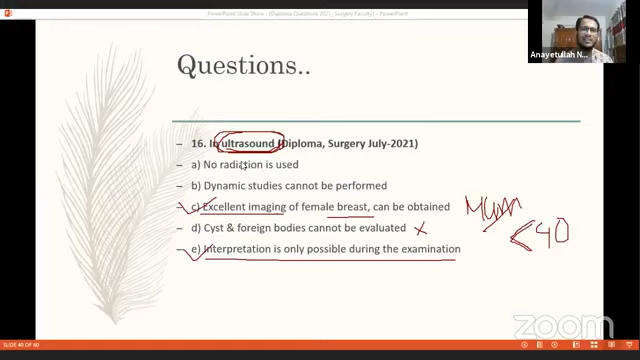 PowerPoint Slide Show - (Diploma Questions 2021_ Surgery Faculty) - PowerPoint
Anayetullah N...
Questions..
– 16. In ultrasound (Diploma, Surgery July-2021)
– a) No radiation is used
– b) Dynamic studies cannot be performed
– c) Excellent imaging of female breast, can be obtained
– d) Cyst & foreign bodies cannot be evaluated x
– e) Interpretation is only possible during the examination
<40
zoom
SLIDE 40 OF 60